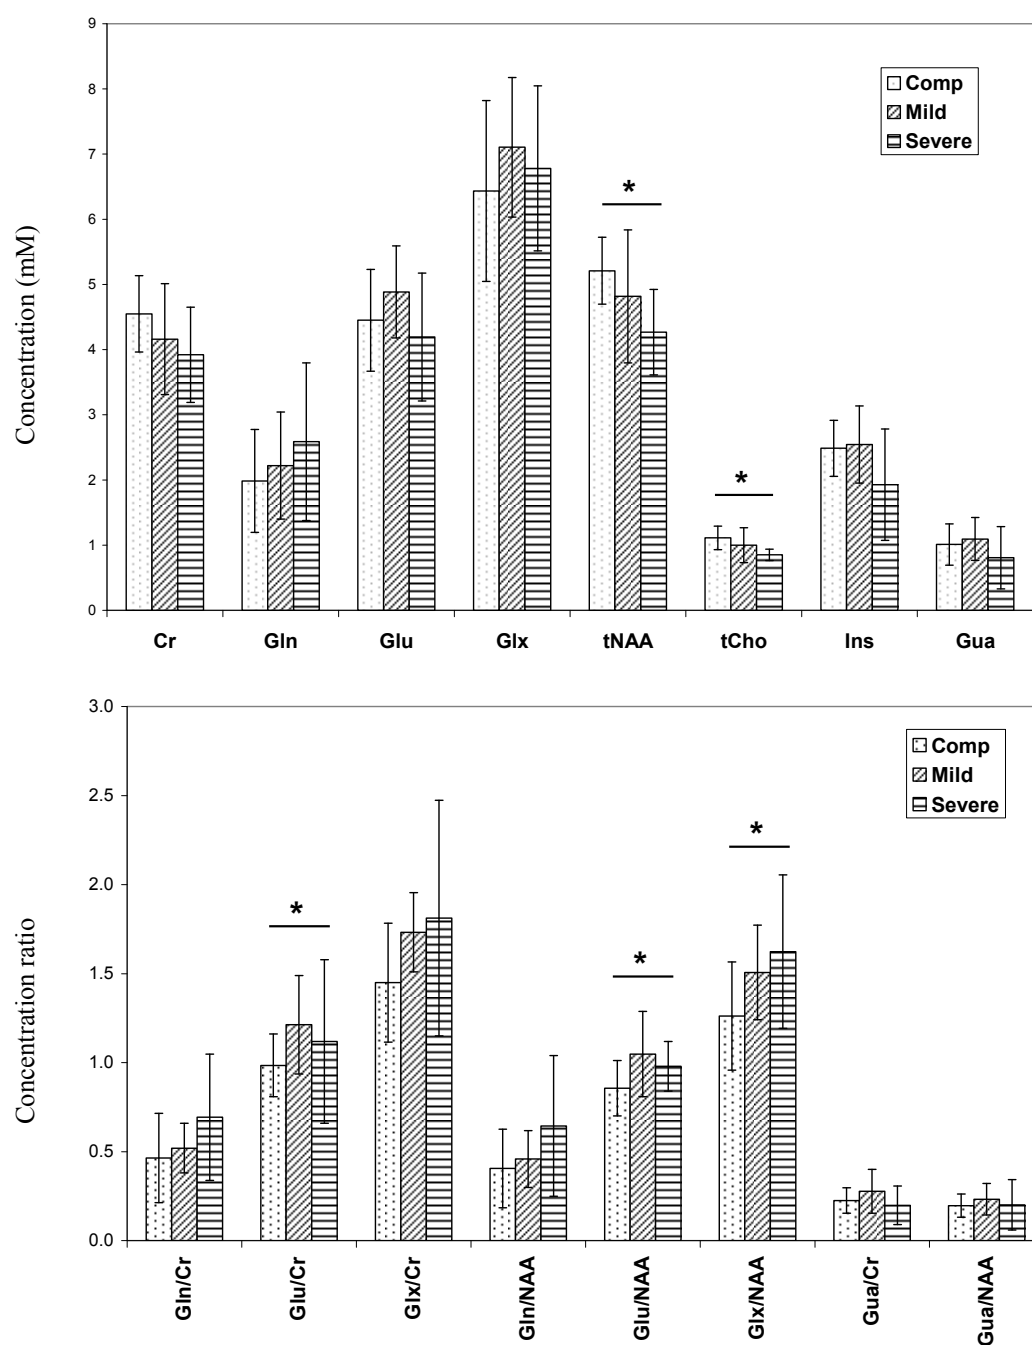 9
8
7
6
5
4
3
2
1
0
Concentration (mM)
Comp
Mild
Severe
*
*
Cr Gln Glu Glx tNAA tCho Ins Gua
3.0
2.5
2.0
1.5
1.0
0.5
0.0
Concentration ratio
Comp
Mild
Severe
*
*
*
Gln/Cr
Glu/Cr
Glx/Cr
Gln/NAA
Glu/NAA
Glx/NAA
Gua/Cr
Gua/NAA